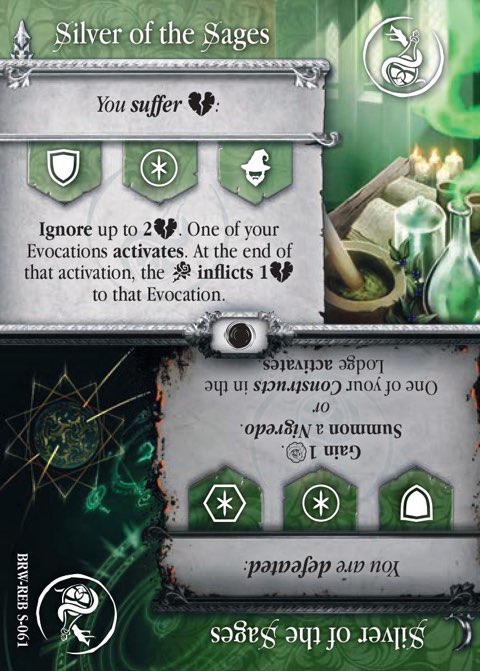 Silver of the Sages
You suffer :
Ignore up to 2. One of your
Evocations activates. At the end of
that activation, the inflicts 1
to that Evocation.
Silver of the Sages
You are defeated:
Gain 1.
Summon a Nigredo.
or
One of your Constructs in the
Lodge activates.
BRW-REB S-061